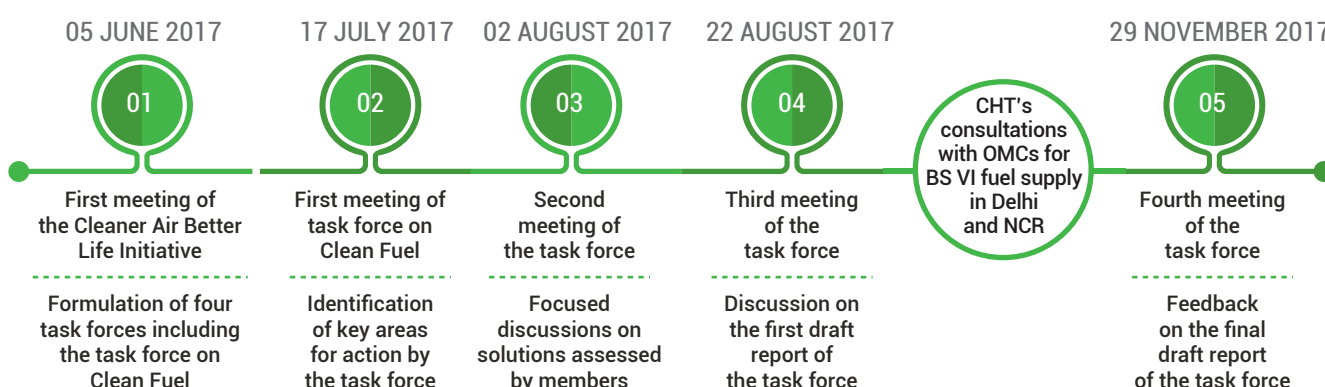 05 JUNE 2017
01
First meeting of
the Cleaner Air Better
Life Initiative
Formulation of four
task forces including
the task force on
Clean Fuel
17 JULY 2017
02
First meeting of
task force on
Clean Fuel
Identification
of key areas
for action by
the task force
02 AUGUST 2017
03
Second
meeting of
the task force
Focused
discussions on
solutions assessed
by members
22 AUGUST 2017
04
Third meeting
of the
task force
Discussion on
the first draft
report of
the task force
CHT's
consultations
with OMCs for
BS VI fuel supply
in Delhi
and NCR
29 NOVEMBER 2017
05
Fourth meeting
of the
task force
Feedback
on the final
draft report
of the task force